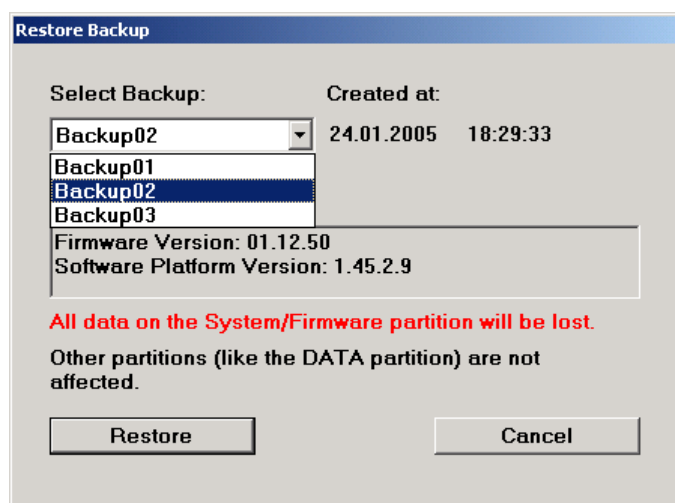 Restore Backup
Select Backup: Created at:
Backup02 24.01.2005 18:29:33
Backup01
Backup02
Backup03
Firmware Version: 01.12.50
Software Platform Version: 1.45.2.9
All data on the System/Firmware partition will be lost.
Other partitions (like the DATA partition) are not
affected.
Restore Cancel